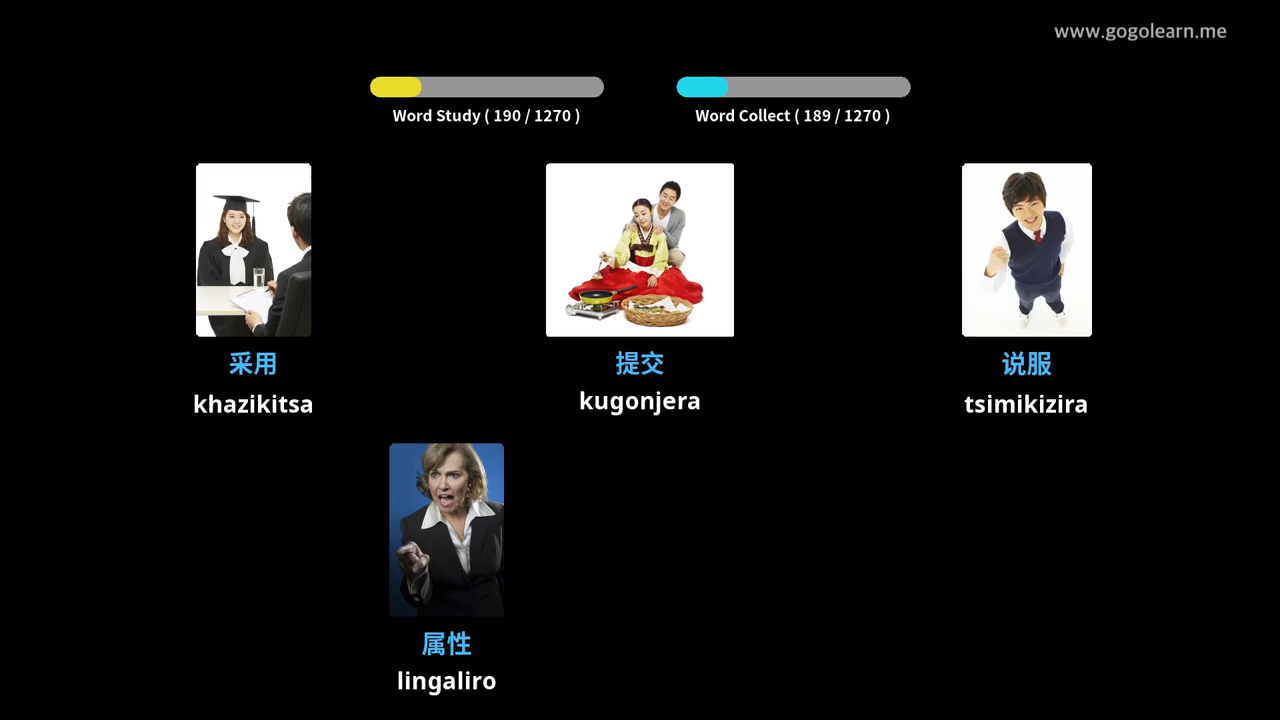 www.gogolearn.me
Word Study ( 190 / 1270 )
Word Collect ( 189 / 1270 )
采用
khazikitsa
提交
kugonjera
说服
tsimikizira
属性
lingaliro